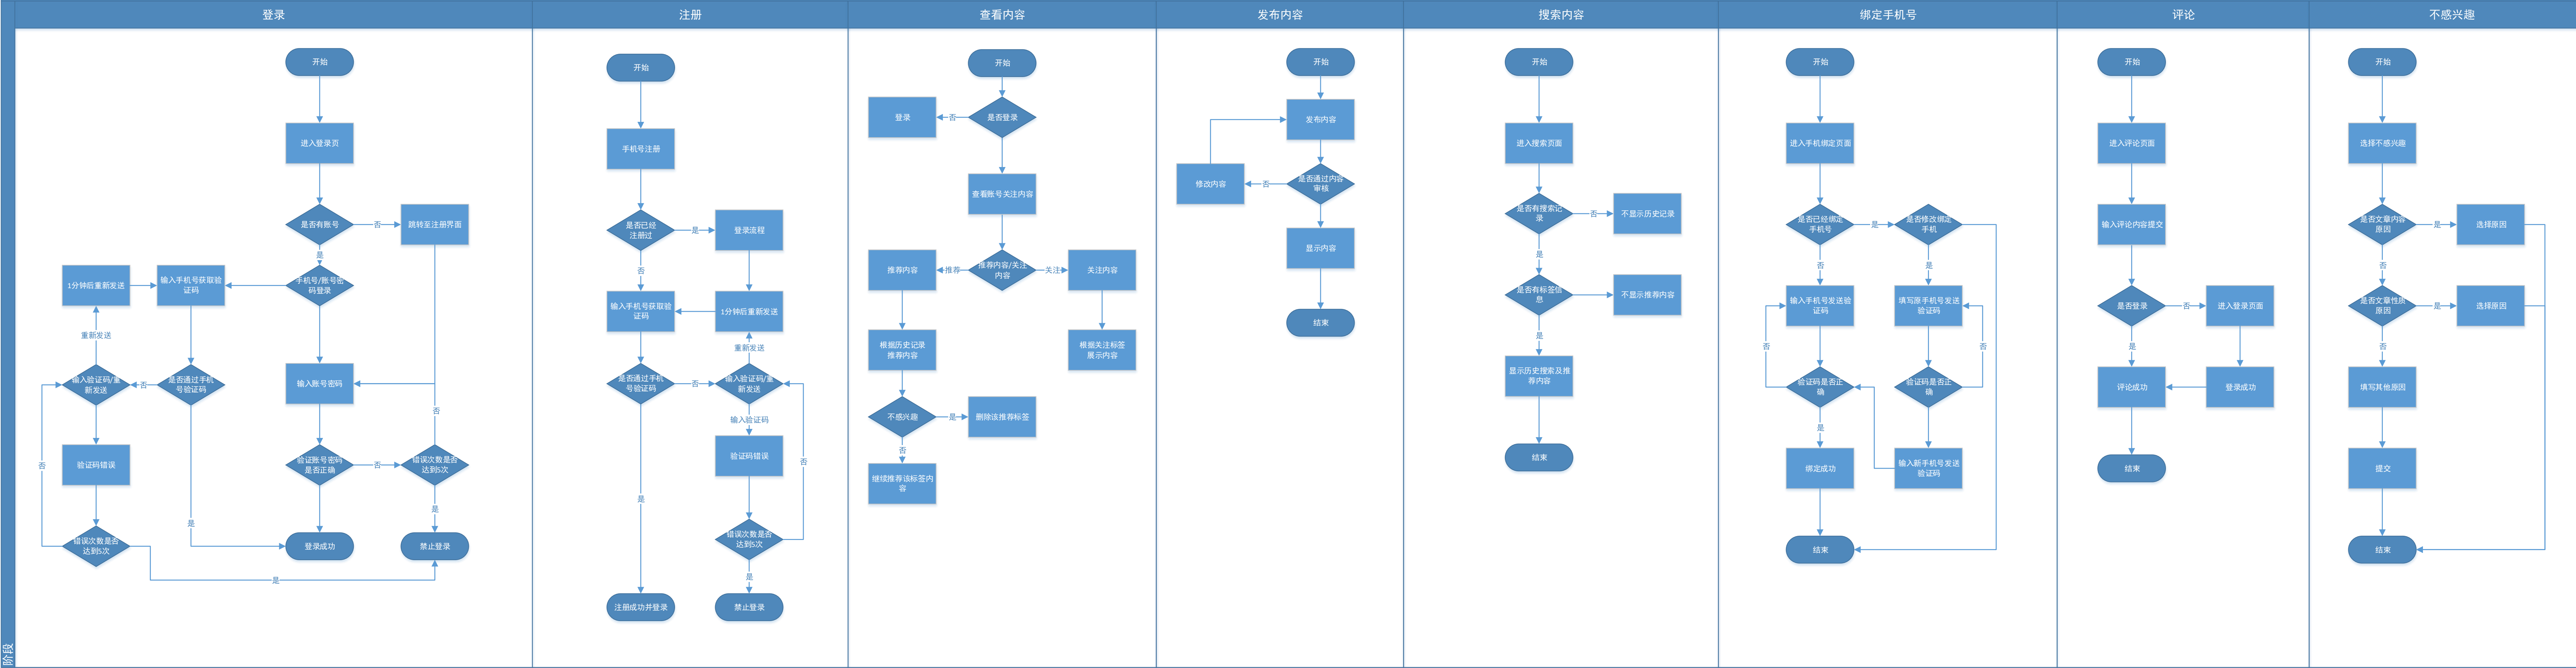 登录
注册
查看内容
发布内容
搜索内容
绑定手机号
评论
不感兴趣
阶段
开始
进入登录页
是否有账号
否
跳转至注册界面
是
1分钟后重新发送
输入手机号获取验
证码
手机号/账号密
码登录
重新发送
输入验证码/重
新发送
否
是否通过手机
号验证码
输入账号密码
否
否
验证码错误
验证账号密码
是否正确
否
错误次数是否
达到5次
是
是
错误次数是否
达到5次
登录成功
禁止登录
是
开始
手机号注册
是否已经
注册过
是
登录流程
否
输入手机号获取验
证码
1分钟后重新发送
重新发送
是否通过手机
号验证码
否
输入验证码/重
新发送
输入验证码
验证码错误
否
是
错误次数是否
达到5次
是
注册成功并登录
禁止登录
开始
登录
否
是否登录
查看账号关注内容
推荐内容
推荐
推荐内容/关注
内容
关注
关注内容
根据历史记录
推荐内容
根据关注标签
展示内容
不感兴趣
是
删除该推荐标签
否
继续推荐该标签内
容
开始
发布内容
修改内容
否
是否通过内容
审核
显示内容
结束
开始
进入搜索页面
是否有搜索记
录
否
不显示历史记录
是
是否有标签信
息
不显示推荐内容
是
显示历史搜索及推
荐内容
结束
开始
进入手机绑定页面
是否已经绑定
手机号
是
是否修改绑定
手机
否
是
输入手机号发送验
证码
填写原手机号发送
验证码
否
否
验证码是否正
确
验证码是否正
确
是
绑定成功
输入新手机号发送
验证码
结束
开始
进入评论页面
输入评论内容提交
是否登录
否
进入登录页面
是
评论成功
登录成功
结束
开始
选择不感兴趣
是否文章内容
原因
是
选择原因
否
是否文章性质
原因
是
选择原因
否
填写其他原因
提交
结束